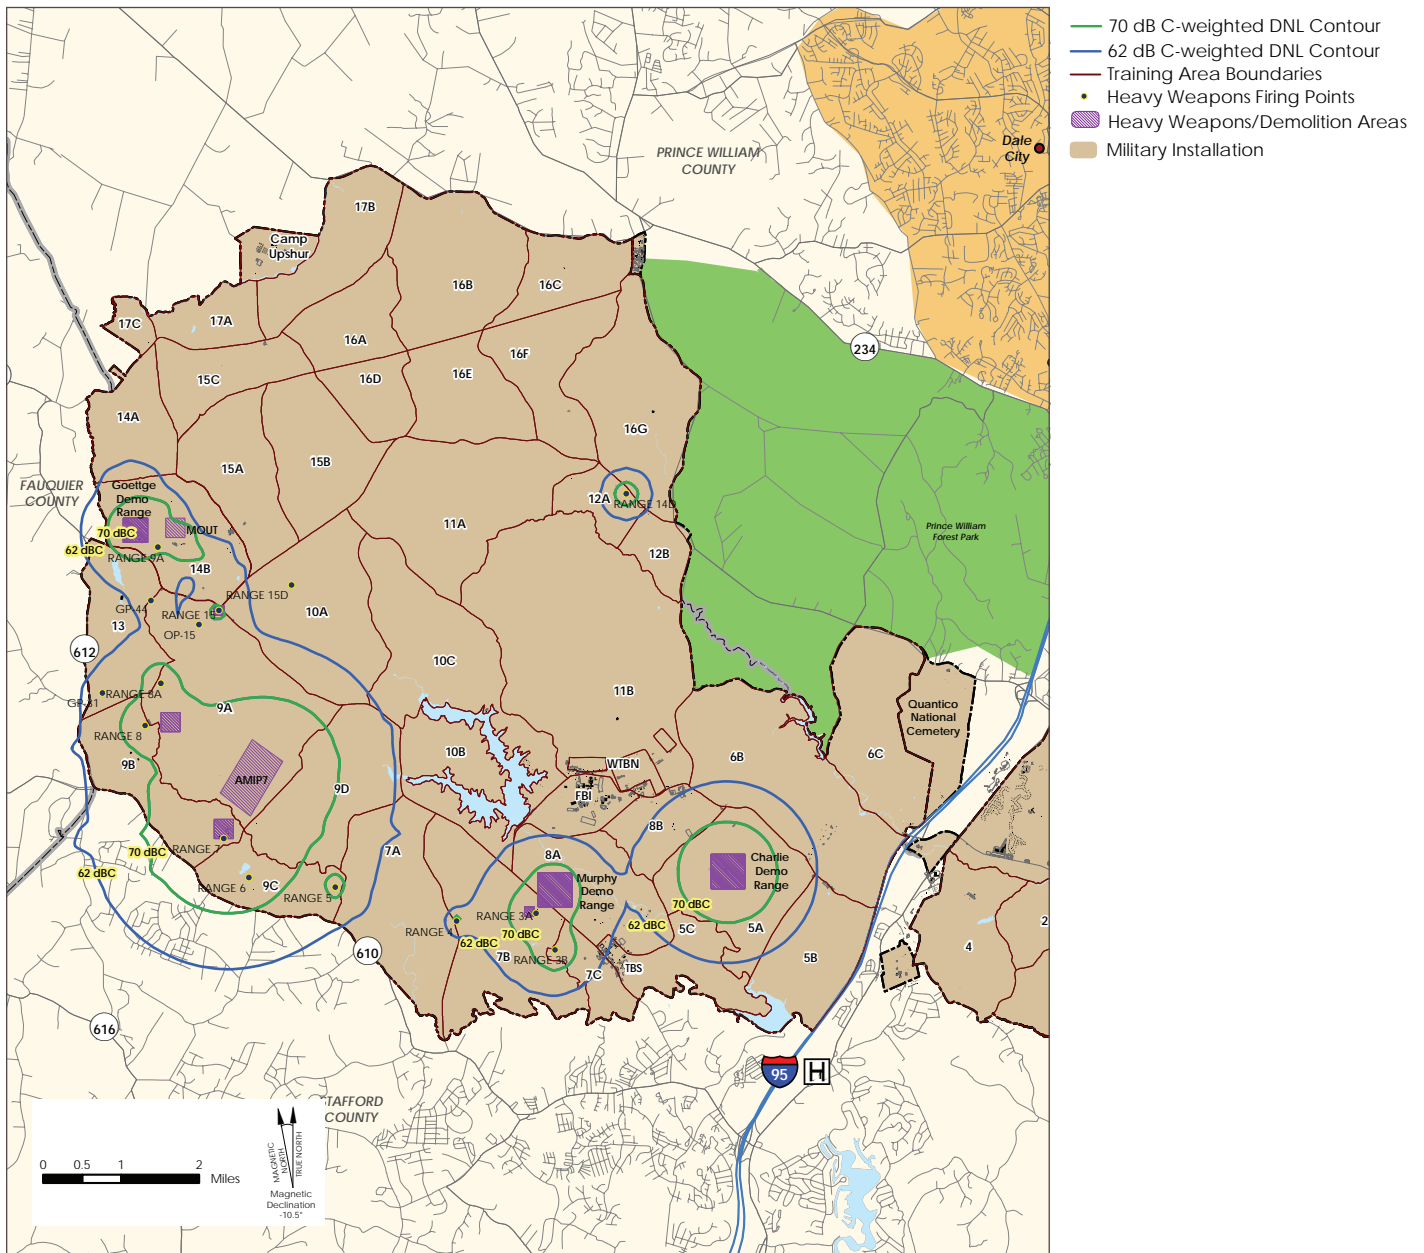 70 dB C-weighted DNL Contour
62 dB C-weighted DNL Contour
Training Area Boundaries
Heavy Weapons Firing Points
Heavy Weapons/Demolition Areas
Military Installation
Dale
City
PRINCE WILLIAM
COUNTY
17B
Camp
Upshur
16B
16C
17C
17A
16A
16F
234
15C
16D
16E
14A
16G
15A
15B
FAUQUIER
COUNTY
Goettge
Demo
Range
12A
RANGE 14D
11A
Prince William
Forest Park
70 dBC
MOUT
62 dBC
RANGE 9A
12B
14B
RANGE 15D
GP-44
RANGE 15
10A
13
OP-15
612
10C
11B
RANGE 8A
GP-31
9A
Quantico
National
Cemetery
RANGE 8
10B
6B
6C
9B
WTBN
AMIP7
9D
FBI
8B
RANGE 7
70 dBC
7A
8A
Charlie
Demo
Range
62 dBC
Murphy
Demo
Range
RANGE 6
9C
RANGE 5
70 dBC
RANGE 3A
RANGE 4
62 dBC
5C
5A
2
70 dBC
62 dBC
4
610
7B
RANGE 3B
5B
7C
TBS
616
95
H
STAFFORD
COUNTY
0
0.5
1
2
Miles
MAGNETIC
NORTH
TRUE NORTH
Magnetic
Declination
-10.5°